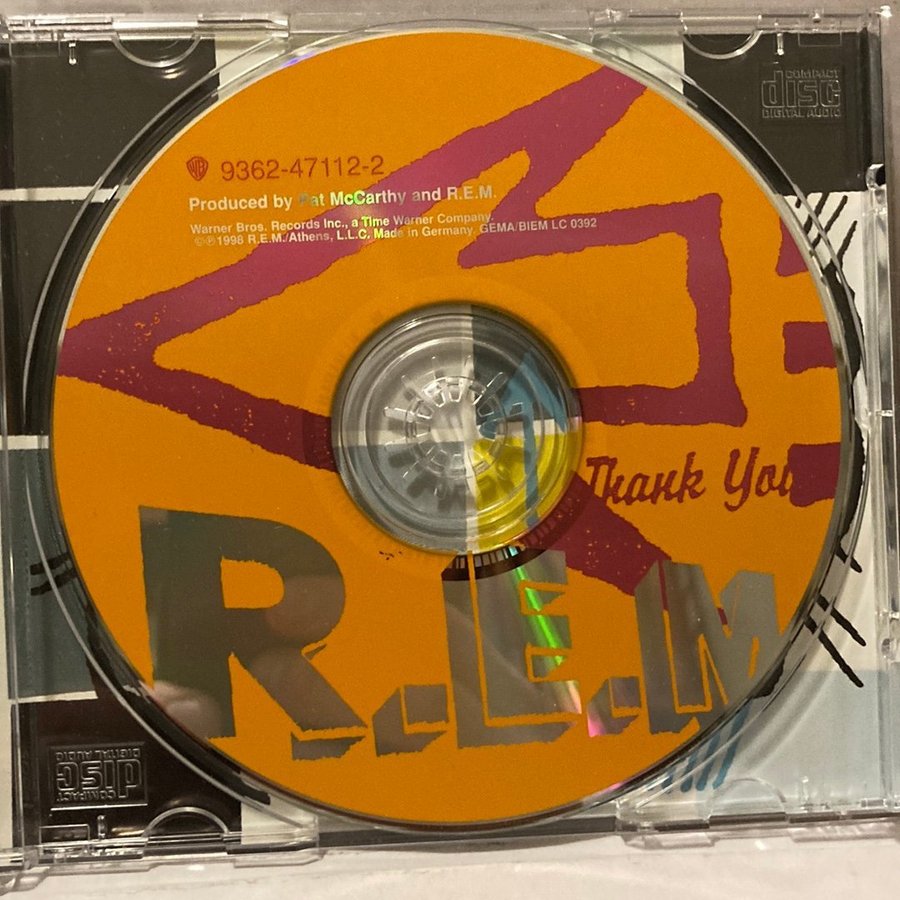 COMPACT
disc
DIGITAL AUDIO
WB
9362-47112-2
Produced by Pat McCarthy and R.E.M.
Warner Bros. Records Inc., a Time Warner Company.
©℗1998 R.E.M./Athens, L.L.C. Made in Germany. GEMA/BIEM LC 0392
Thank You
R.E.M
COMPACT
disc
DIGITAL AUDIO